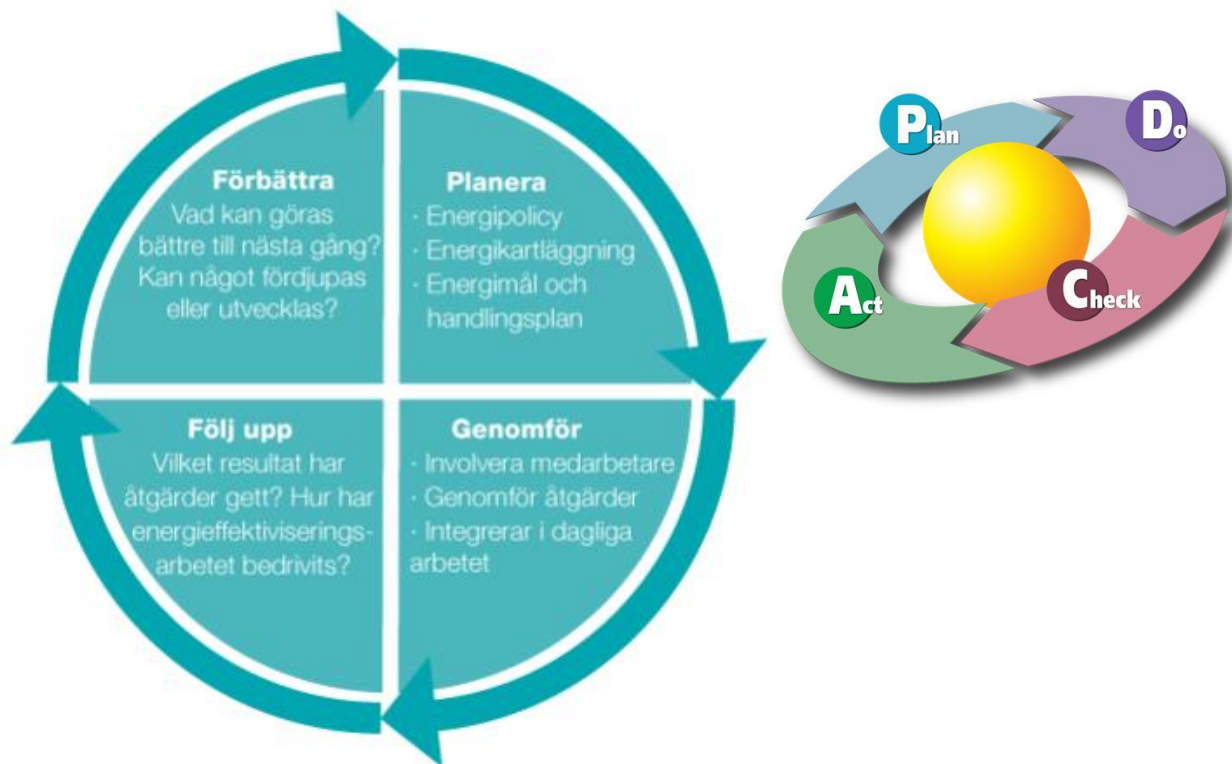 Förbättra
Vad kan göras
bättre till nästa gång?
Kan något fördjupas
eller utvecklas?
Planera
· Energipolicy
· Energikartläggning
· Energimål och
handlingsplan
Följ upp
Vilket resultat har
åtgärder gett? Hur har
energieffektiviserings-
arbetet bedrivits?
Genomför
· Involvera medarbetare
· Genomför åtgärder
· Integrerar i dagliga
arbetet
Plan
Do
Check
Act